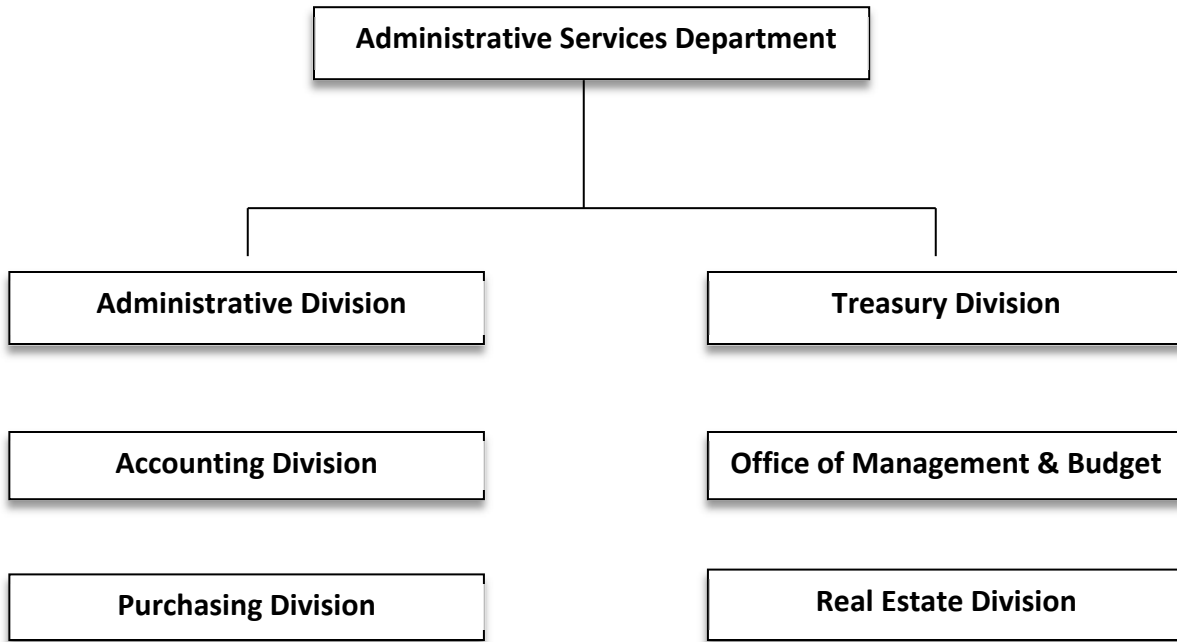 Administrative Services Department
Administrative Division
Treasury Division
Accounting Division
Office of Management & Budget
Purchasing Division
Real Estate Division